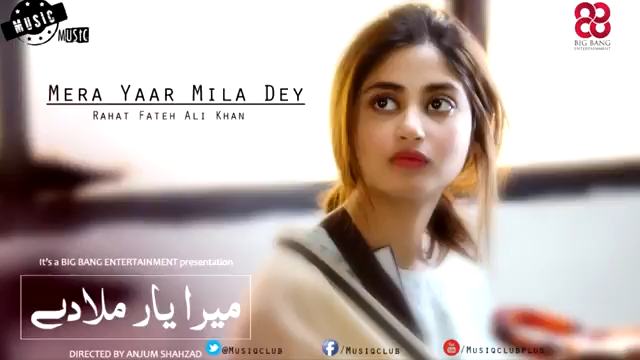 MUSIC
MUSIC
BIG BANG
ENTERTAINMENT
Mera Yaar Mila Dey
Rahat Fateh Ali Khan
It's a BIG BANG ENTERTAINMENT presentation
میرا یار ملادے
DIRECTED BY ANJUM SHAHZAD
@Musiqclub
/Musiqclub
/Musiqclubplus